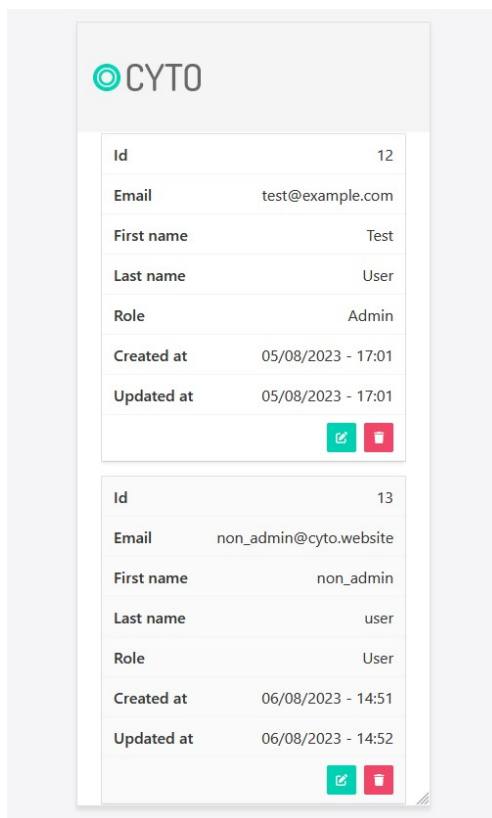 CYTO
Id 12
Email test@example.com
First name Test
Last name User
Role Admin
Created at 05/08/2023 - 17:01
Updated at 05/08/2023 - 17:01
Id 13
Email non_admin@cyto.website
First name non_admin
Last name user
Role User
Created at 06/08/2023 - 14:51
Updated at 06/08/2023 - 14:52